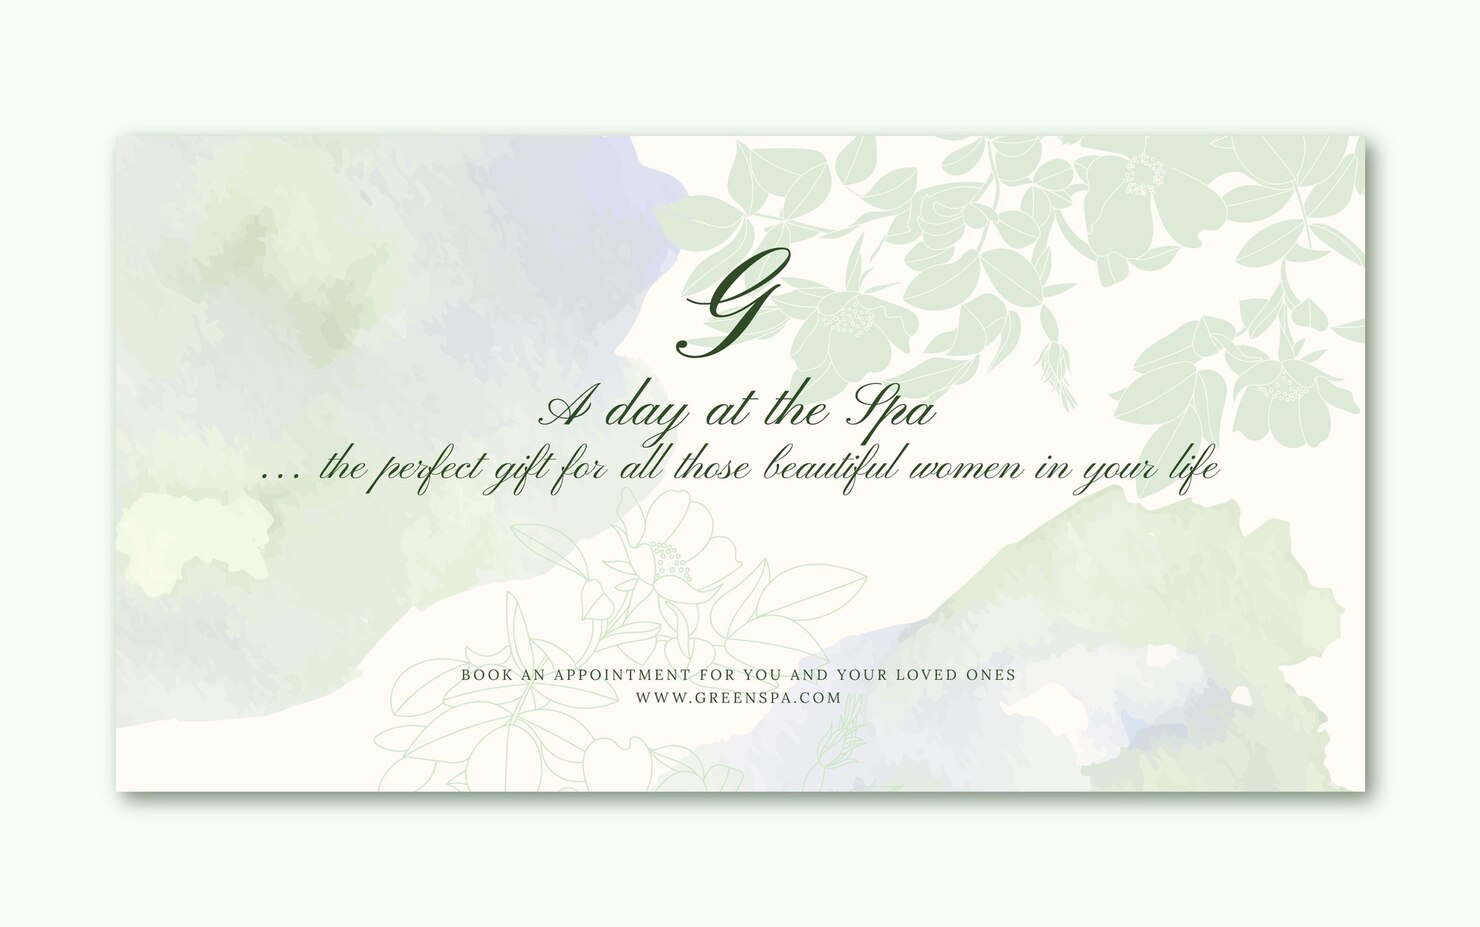 G
A day at the Spa
... the perfect gift for all those beautiful women in your life
BOOK AN APPOINTMENT FOR YOU AND YOUR LOVED ONES
WWW.GREENSPA.COM